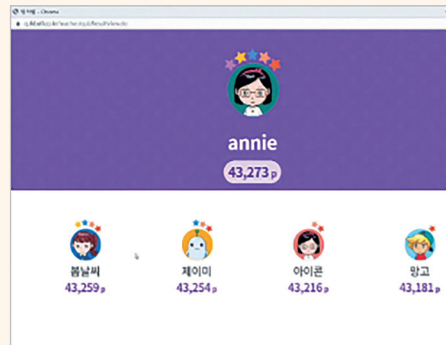 annie
43,273 p
봄날씨
43,259 p
제이미
43,254 p
아이콘
43,216 p
망고
43,181 p